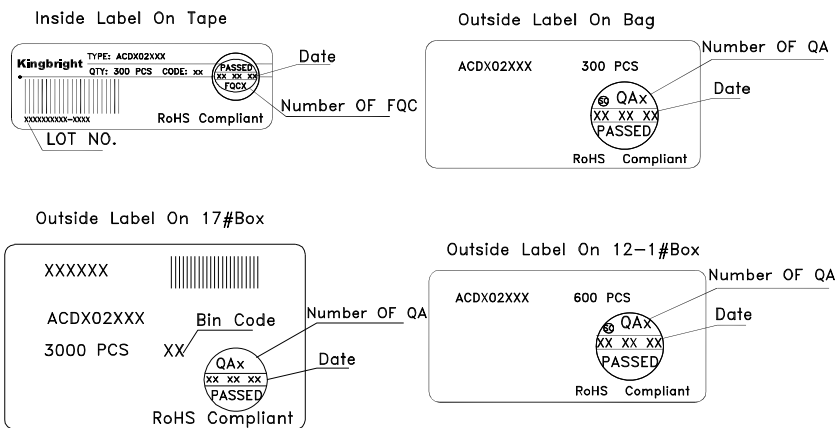 Inside Label On Tape
Kingbright
TYPE: ACDX02XXX
QTY: 300 PCS CODE: XX
PASSED
XX XX XX
FQCX
Date
Number OF FQC
XXXXXXXXXX-XXXX
RoHS Compliant
LOT NO.
Outside Label On Bag
ACDX02XXX 300 PCS
Number OF QA
QAx
XX XX XX
PASSED
Date
RoHS Compliant
Outside Label On 17#Box
XXXXXX
ACDX02XXX
Bin Code
3000 PCS XX
Number OF QA
QAx
XX XX XX
PASSED
Date
RoHS Compliant
Outside Label On 12-1#Box
ACDX02XXX 600 PCS
Number OF QA
QAx
XX XX XX
PASSED
Date
RoHS Compliant